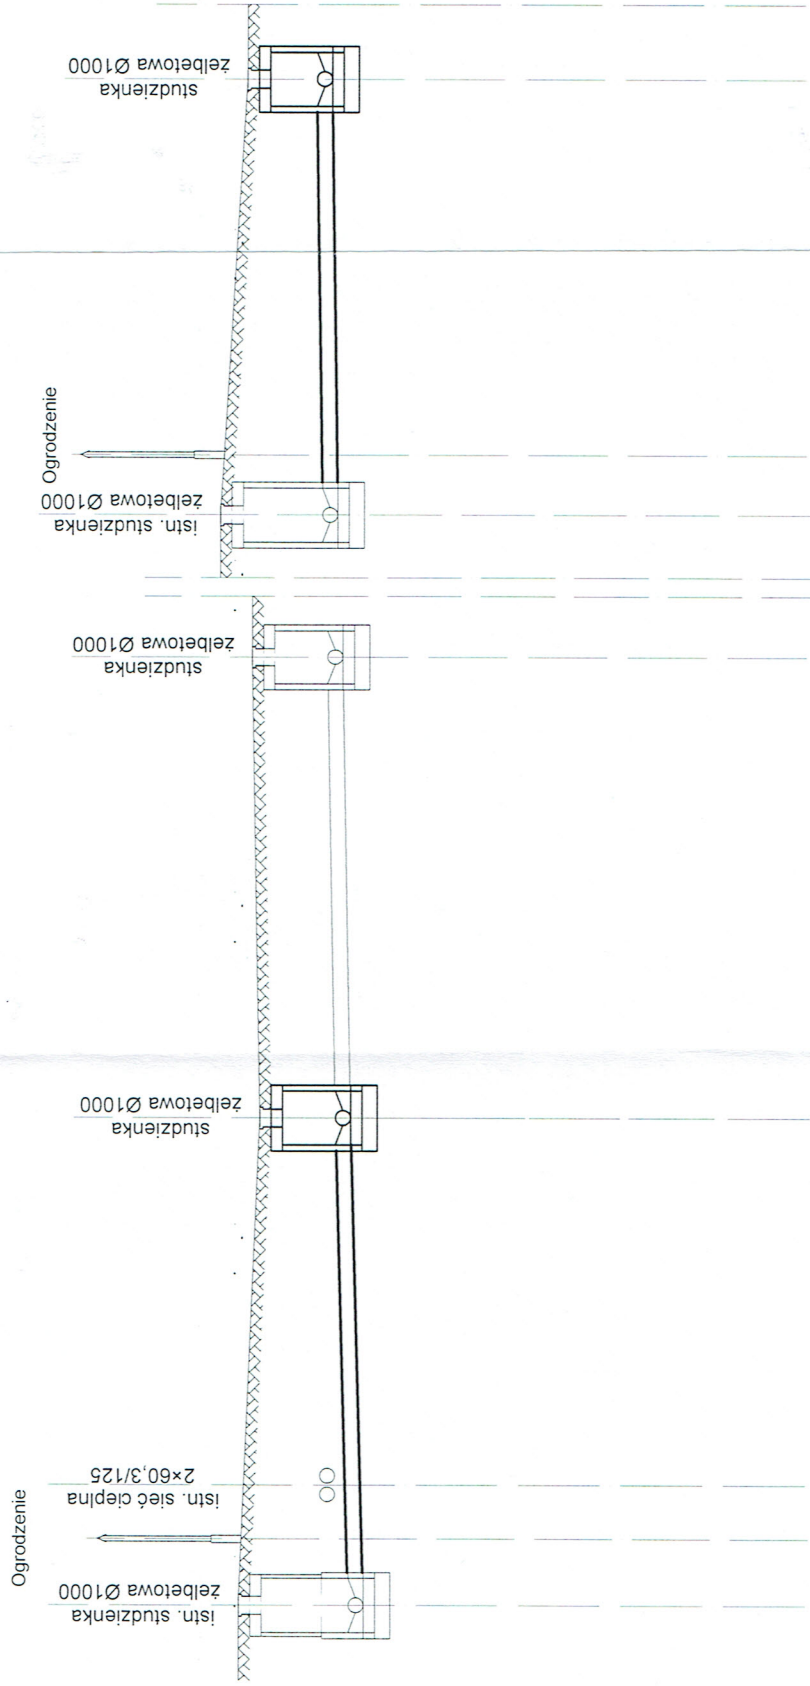 studzienka
żelbetowa Ø1000
Ogrodzenie
istn. studzienka
żelbetowa Ø1000
studzienka
żelbetowa Ø1000
studzienka
żelbetowa Ø1000
istn. sieć cieplna
2×60,3/125
Ogrodzenie
istn. studzienka
żelbetowa Ø1000